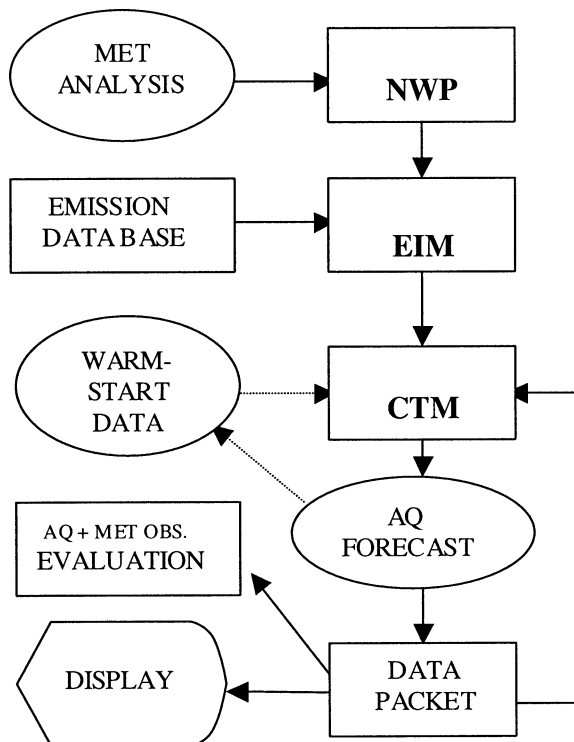 MET
ANALYSIS
NWP
EMISSION
DATA BASE
EIM
WARM-
START
DATA
CTM
AQ
FORECAST
AQ + MET OBS.
EVALUATION
DISPLAY
DATA
PACKET